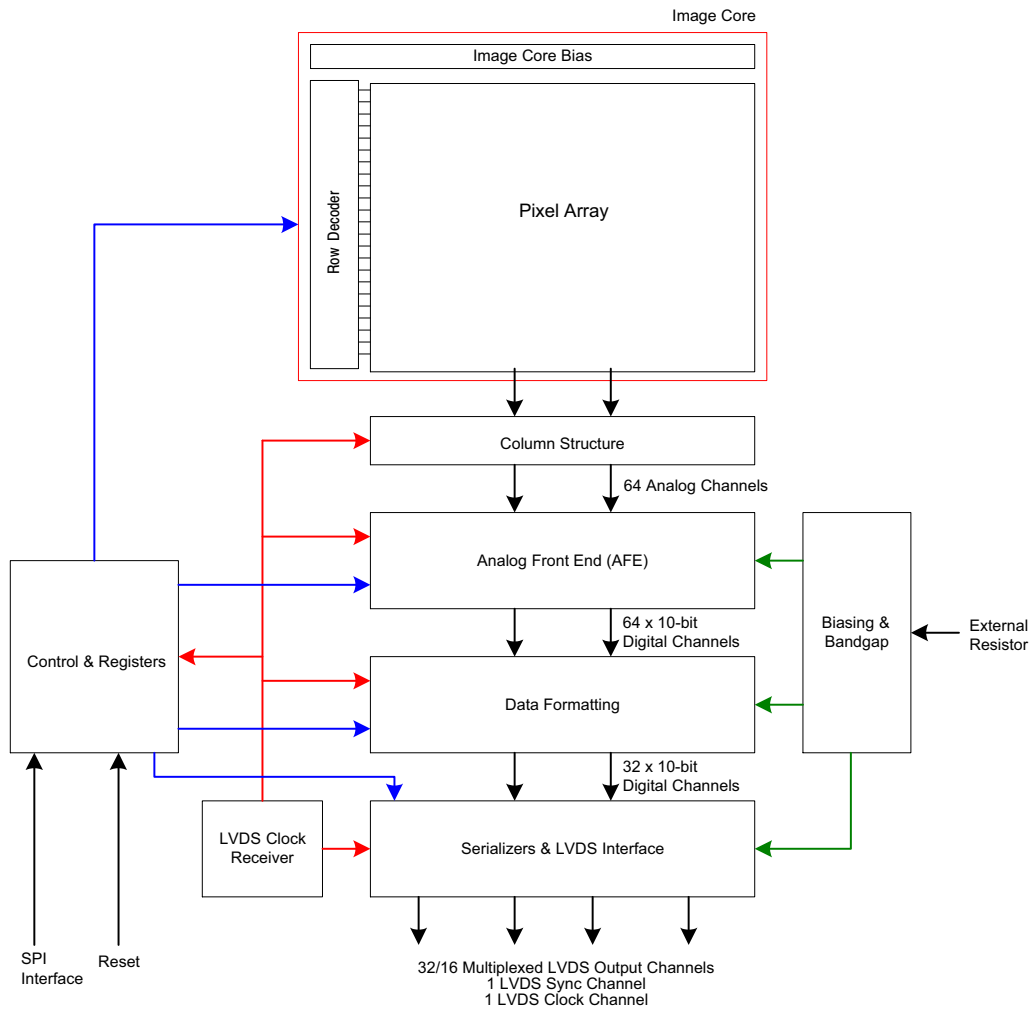 Image Core
Image Core Bias
Row Decoder
Pixel Array
Column Structure
64 Analog Channels
Analog Front End (AFE)
64 x 10-bit
Digital Channels
Biasing &
Bandgap
External
Resistor
Control & Registers
Data Formatting
32 x 10-bit
Digital Channels
LVDS Clock
Receiver
Serializers & LVDS Interface
SPI
Interface
Reset
32/16 Multiplexed LVDS Output Channels
1 LVDS Sync Channel
1 LVDS Clock Channel